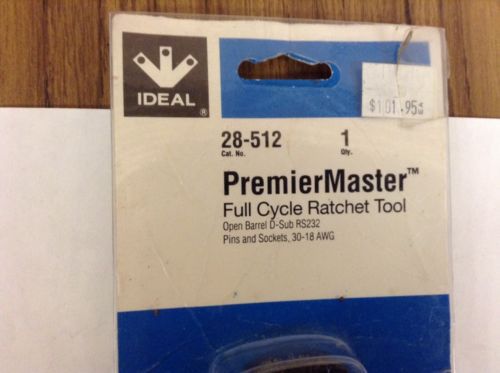 IDEAL®
$101.95
28-512 1
Cat. No. Qty.
PremierMaster™
Full Cycle Ratchet Tool
Open Barrel D-Sub RS232
Pins and Sockets, 30-18 AWG